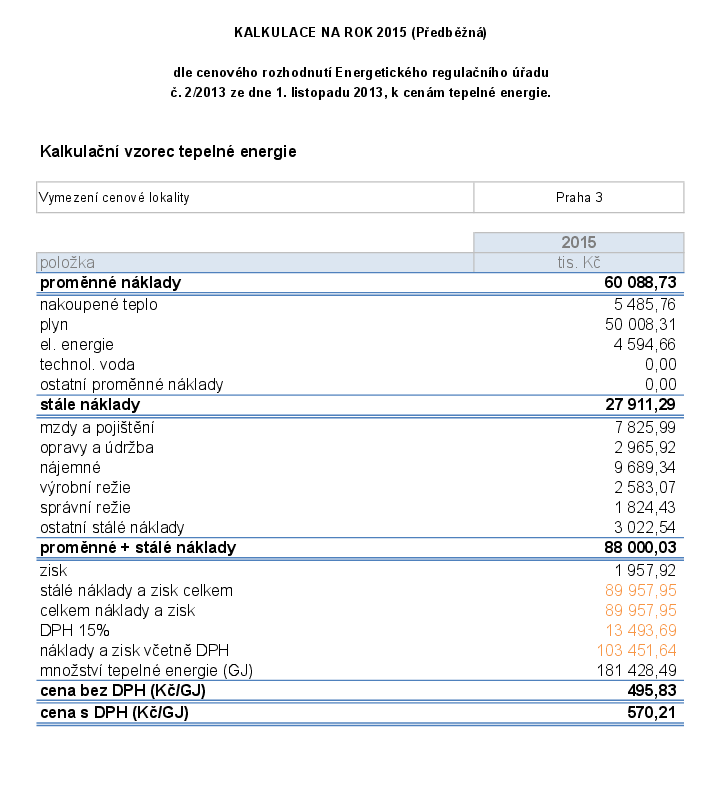 KALKULACE NA ROK 2015 (Předběžná)
dle cenového rozhodnutí Energetického regulačního úřadu
č. 2/2013 ze dne 1. listopadu 2013, k cenám tepelné energie.
Kalkulační vzorec tepelné energie
Vymezení cenové lokality Praha 3
2015
položka tis. Kč
proměnné náklady 60 088,73
nakoupené teplo 5 485,76
plyn 50 008,31
el. energie 4 594,66
technol. voda 0,00
ostatní proměnné náklady 0,00
stále náklady 27 911,29
mzdy a pojištění 7 825,99
opravy a údržba 2 965,92
nájemné 9 689,34
výrobní režie 2 583,07
správní režie 1 824,43
ostatní stálé náklady 3 022,54
proměnné + stálé náklady 88 000,03
zisk 1 957,92
stálé náklady a zisk celkem 89 957,95
celkem náklady a zisk 89 957,95
DPH 15% 13 493,69
náklady a zisk včetně DPH 103 451,64
množství tepelné energie (GJ) 181 428,49
cena bez DPH (Kč/GJ) 495,83
cena s DPH (Kč/GJ) 570,21